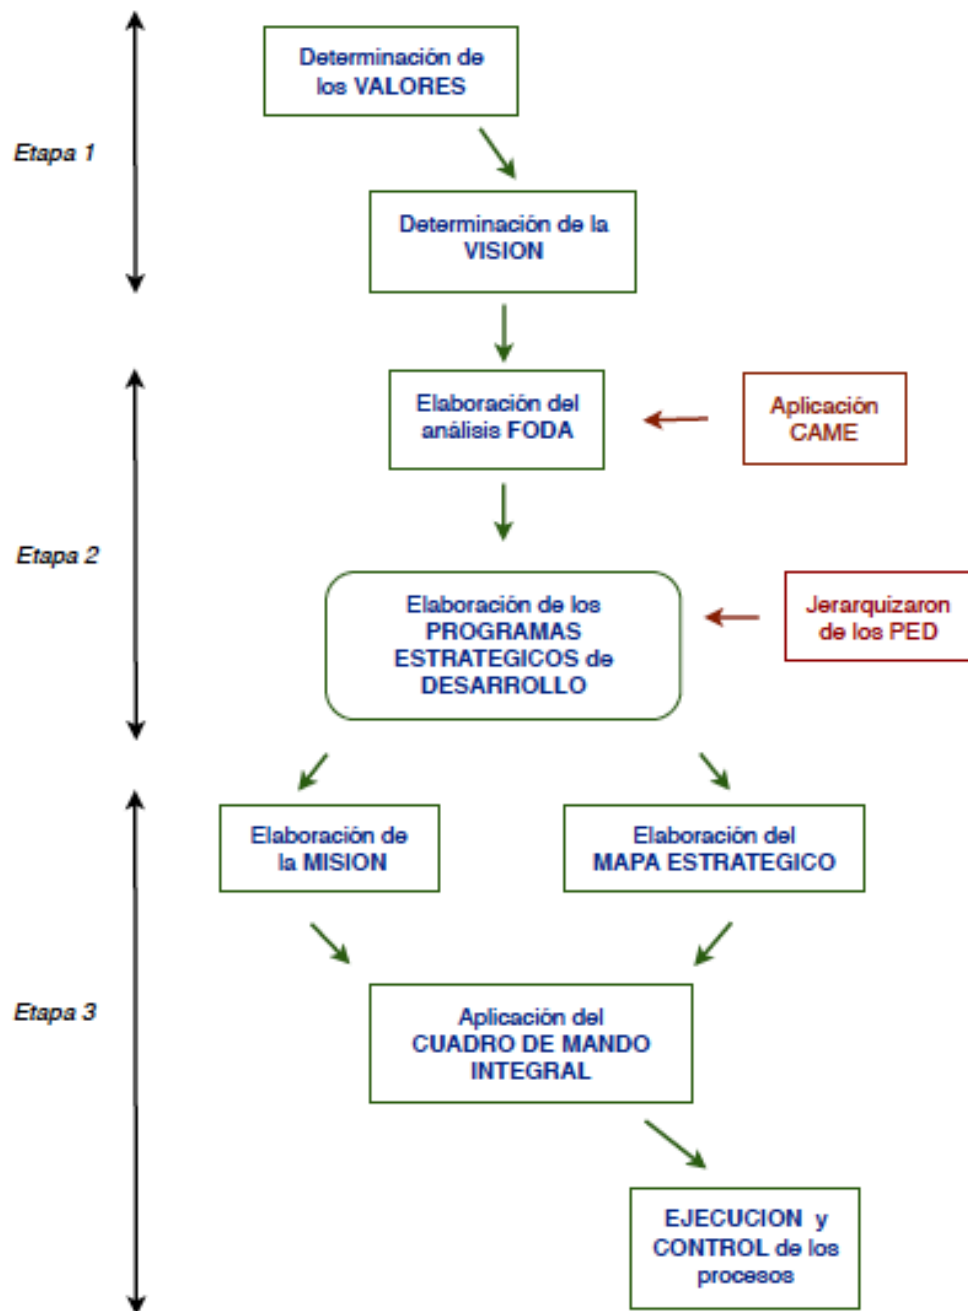 Determinación de
los VALORES
Etapa 1
Determinación de la
VISION
Elaboración del
análisis FODA
Aplicación
CAME
Etapa 2
Elaboración de los
PROGRAMAS
ESTRATEGICOS de
DESARROLLO
Jerarquizaron
de los PED
Elaboración de
la MISION
Elaboración del
MAPA ESTRATEGICO
Etapa 3
Aplicación del
CUADRO DE MANDO
INTEGRAL
EJECUCION y
CONTROL de los
procesos